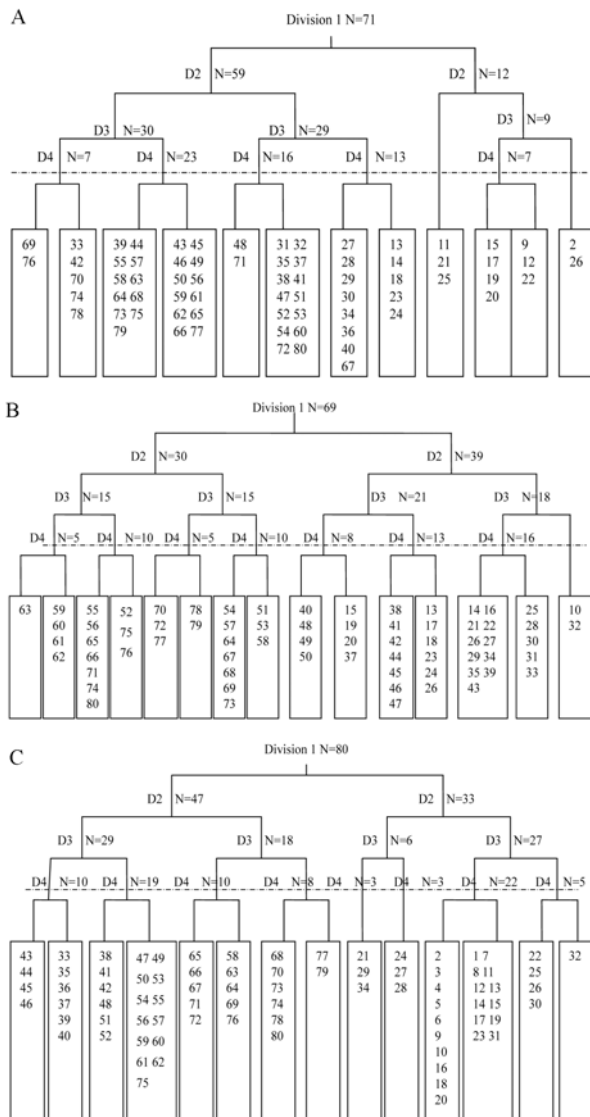 A
Division 1 N=71
D2 N=59 D2 N=12
D3 N=30 D3 N=29 D3 N=9
D4 N=7 D4 N=23 D4 N=16 D4 N=13 D4 N=7
69 33 39 44 43 45 48 31 32 27 13 11 15 9 2
76 42 55 57 46 49 71 35 37 28 14 21 17 12 26
70 58 63 50 56 38 41 29 18 25 19 22
74 64 68 59 61 47 51 30 23 20
78 73 75 62 65 52 53 34 24
79 66 77 54 60 36
72 80 40
67
B
Division 1 N=69
D2 N=30 D2 N=39
D3 N=15 D3 N=15 D3 N=21 D3 N=18
D4 N=5 D4 N=10 D4 N=5 D4 N=10 D4 N=8 D4 N=13 D4 N=16
63 59 55 52 70 78 54 51 40 15 38 13 14 16 25 10
60 56 75 72 79 57 53 48 19 41 17 21 22 28 32
61 65 76 77 64 58 49 20 42 18 26 27 30
62 66 67 50 37 44 23 29 34 31
71 68 45 24 35 39 33
74 69 46 26 43
80 73 47
C
Division 1 N=80
D2 N=47 D2 N=33
D3 N=29 D3 N=18 D3 N=6 D3 N=27
D4 N=10 D4 N=19 D4 N=10 D4 N=8 D4 N=3 D4 N=3 D4 N=22 D4 N=5
43 33 38 47 49 65 58 68 77 21 24 2 1 7 22 32
44 35 41 50 53 66 63 70 79 29 27 3 8 11 25
45 36 42 54 55 67 64 73 34 28 4 12 13 26
46 37 48 56 57 71 69 74 5 14 15 30
39 51 59 60 72 76 78 6 17 19
40 52 61 62 80 9 23 31
75 10
16
18
20